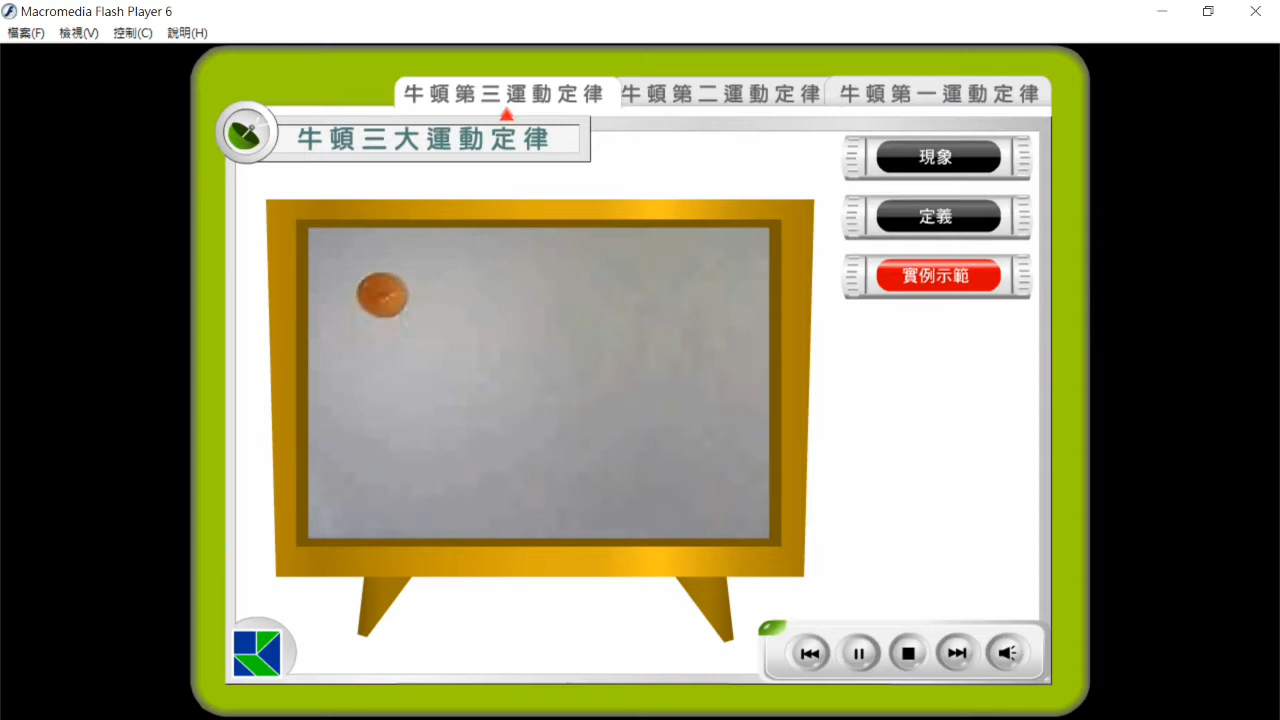 Macromedia Flash Player 6
檔案(F) 檢視(V) 控制(C) 說明(H)
牛頓第三運動定律 牛頓第二運動定律 牛頓第一運動定律
牛頓三大運動定律
現象
定義
實例示範